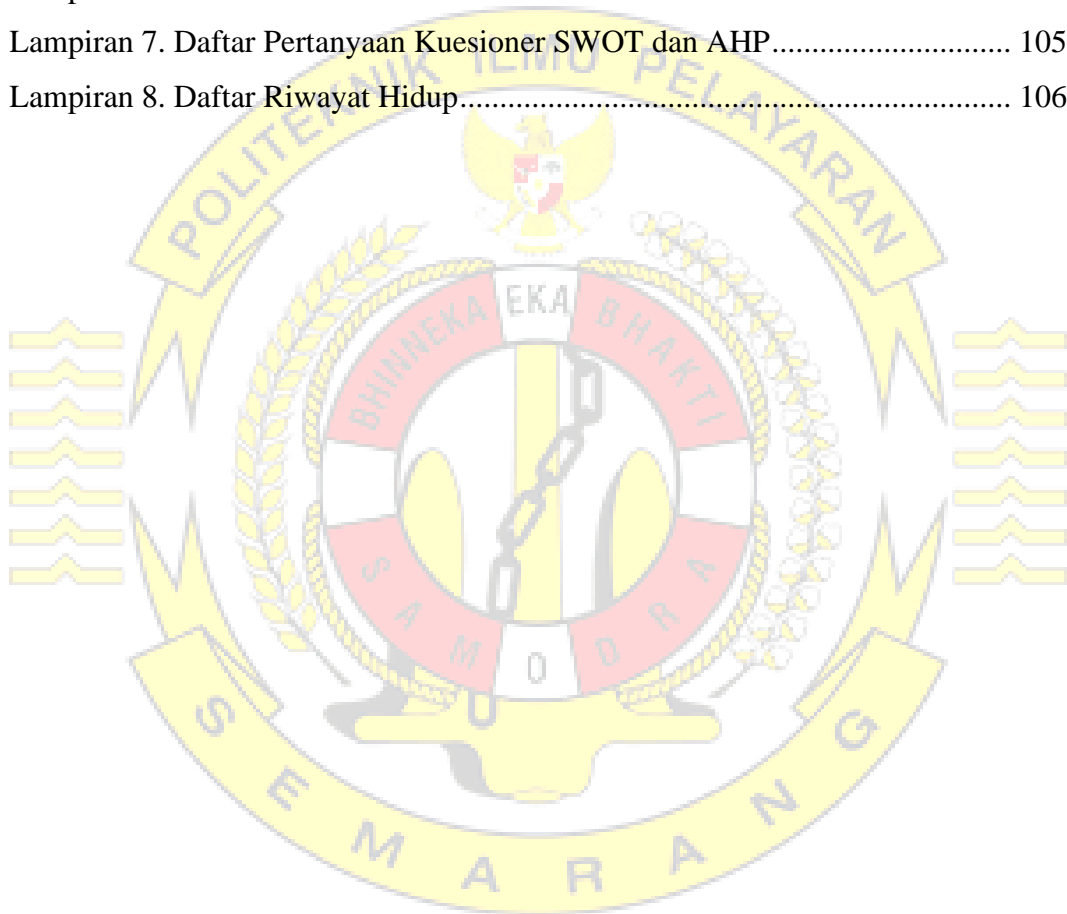 Lampiran 7. Daftar Pertanyaan Kuesioner SWOT dan AHP............................ 105
Lampiran 8. Daftar Riwayat Hidup........................................................... 106
POLITEKNIK ILMU PELAYARAN
BHINNEKA EKA BHAKTI
SAMODRA
SEMARANG